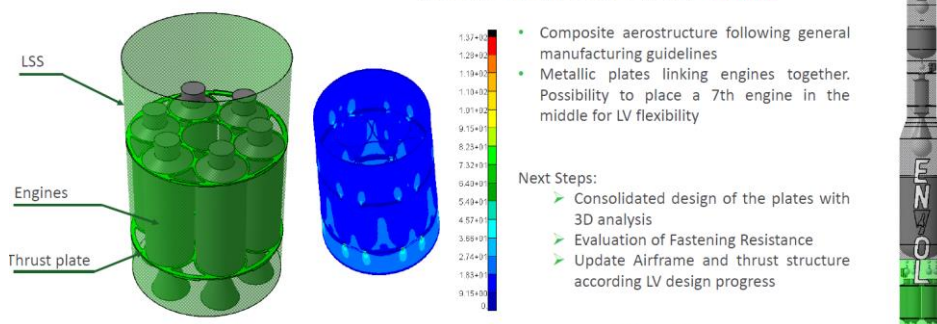 LSS
Engines
Thrust plate
1.37+02
1.28+02
1.19+02
1.10+02
1.01+02
9.15+01
8.23+01
7.32+01
6.40+01
5.49+01
4.57+01
3.66+01
2.74+01
1.83+01
9.15+00
0.00
• Composite aerostructure following general
manufacturing guidelines
• Metallic plates linking engines together.
Possibility to place a 7th engine in the
middle for LV flexibility
Next Steps:
➤ Consolidated design of the plates with
3D analysis
➤ Evaluation of Fastening Resistance
➤ Update Airframe and thrust structure
according LV design progress